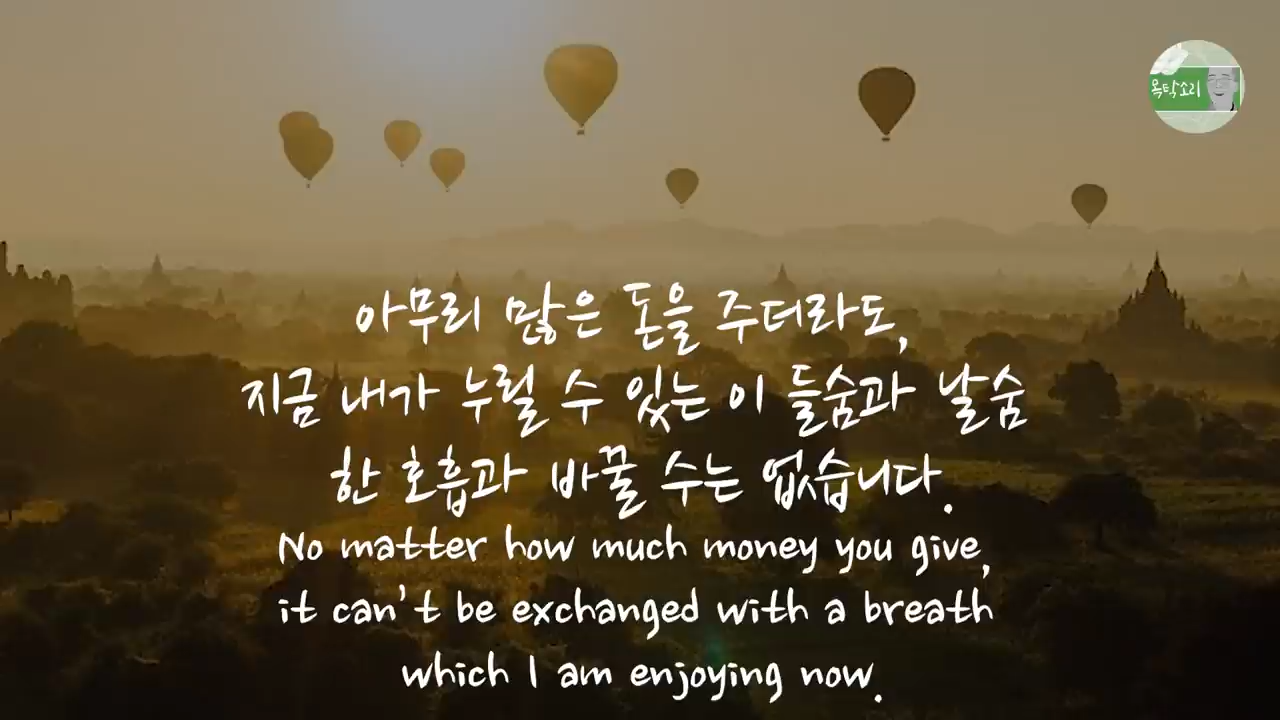 옥탁소리
아무리 많은 돈을 주더라도,
지금 내가 누릴 수 있는 이 들숨과 날숨
한 호흡과 바꿀 수는 없습니다.
No matter how much money you give,
it can't be exchanged with a breath
which I am enjoying now.